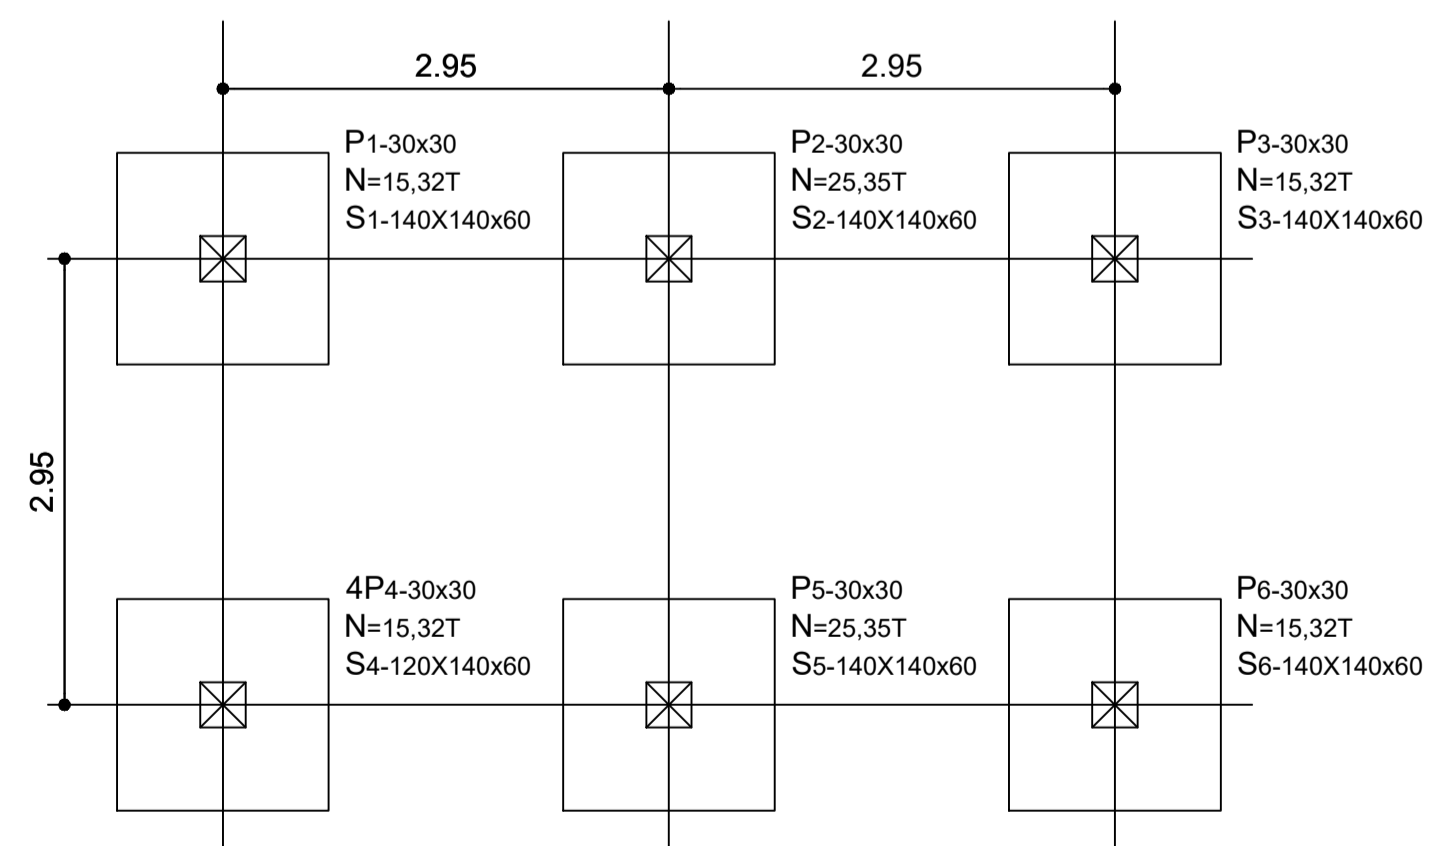 2.95
2.95
P1-30x30
N=15,32T
S1-140X140x60
P2-30x30
N=25,35T
S2-140X140x60
P3-30x30
N=15,32T
S3-140X140x60
2.95
4P4-30x30
N=15,32T
S4-120X140x60
P5-30x30
N=25,35T
S5-140X140x60
P6-30x30
N=15,32T
S6-140X140x60